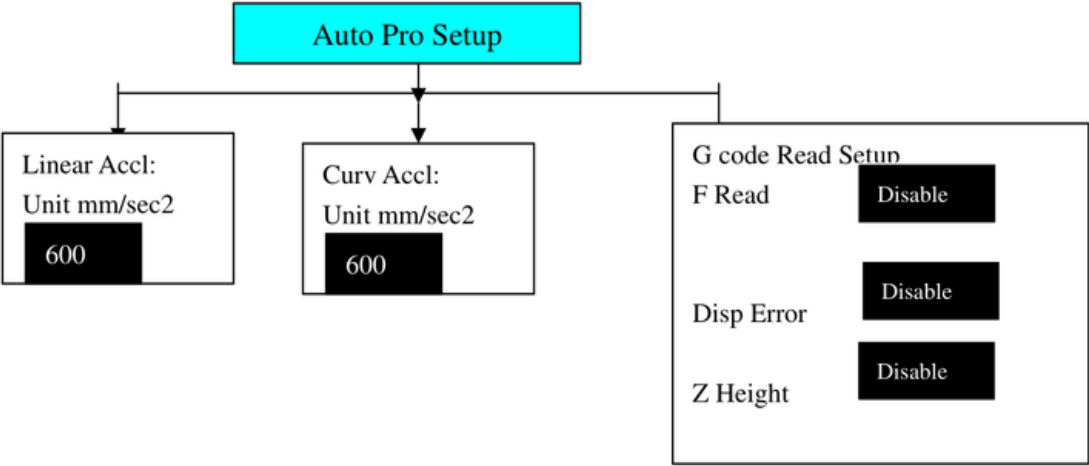 Auto Pro Setup
Linear Accl:
Unit mm/sec2
600
Curv Accl:
Unit mm/sec2
600
G code Read Setup
F Read
Disable
Disp Error
Disable
Z Height
Disable